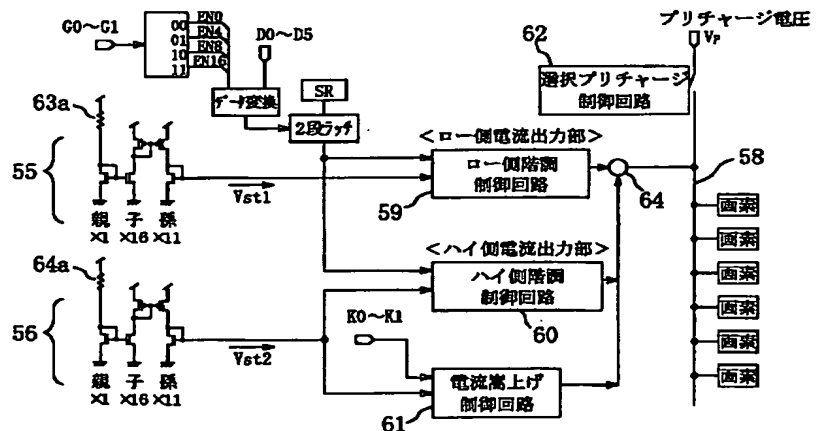 プリチャージ電圧
VP
G0～G1
00 EN0
01 EN4
10 EN8
11 EN16
D0～D5
データ変換
SR
2段ラッチ
62
選択プリチャージ
制御回路
63a
55
親 子 孫
×1 ×16 ×11
Vst1
<ロー側電流出力部>
ロー側階調
制御回路
59
64
58
画素
画素
画素
画素
画素
画素
64a
56
親 子 孫
×1 ×16 ×11
Vst2
<ハイ側電流出力部>
ハイ側階調
制御回路
60
K0～K1
電流嵩上げ
制御回路
61